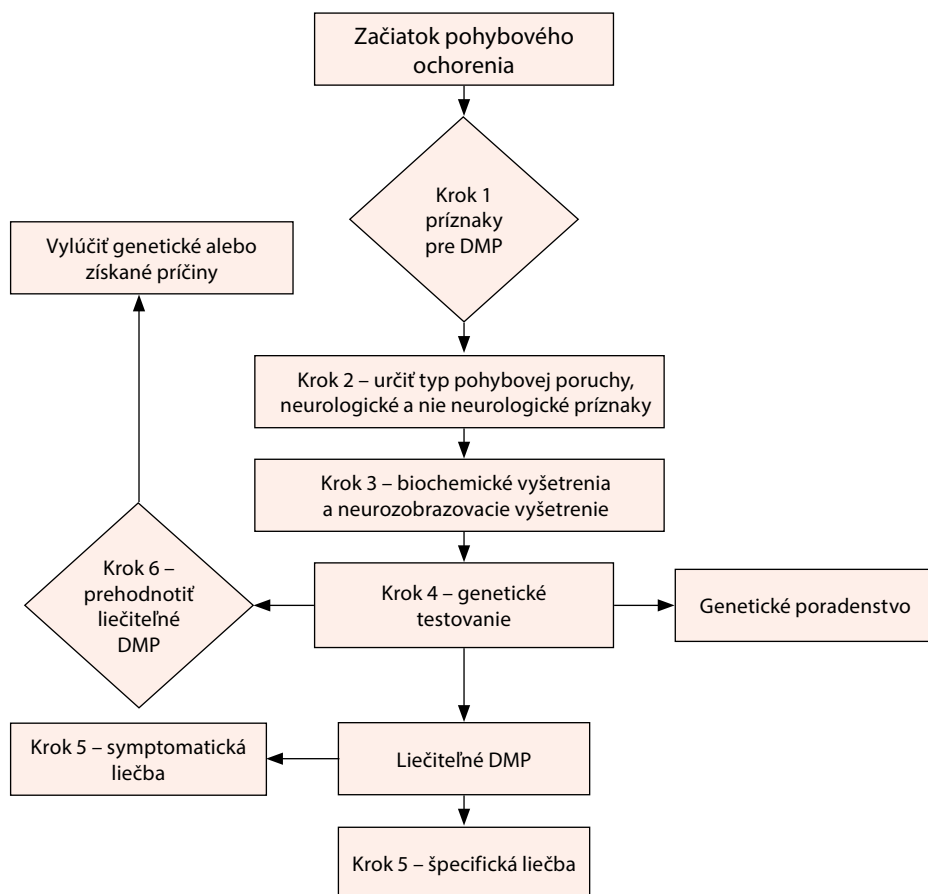 Začiatok pohybového
ochorenia
Krok 1
príznaky
pre DMP
Vylúčiť genetické alebo
získané príčiny
Krok 2 – určiť typ pohybovej poruchy,
neurologické a nie neurologické príznaky
Krok 3 – biochemické vyšetrenia
a neurozobrazovacie vyšetrenie
Krok 6 –
prehodnotiť
liečiteľné
DMP
Krok 4 – genetické
testovanie
Genetické poradenstvo
Krok 5 – symptomatická
liečba
Liečiteľné DMP
Krok 5 – špecifická liečba